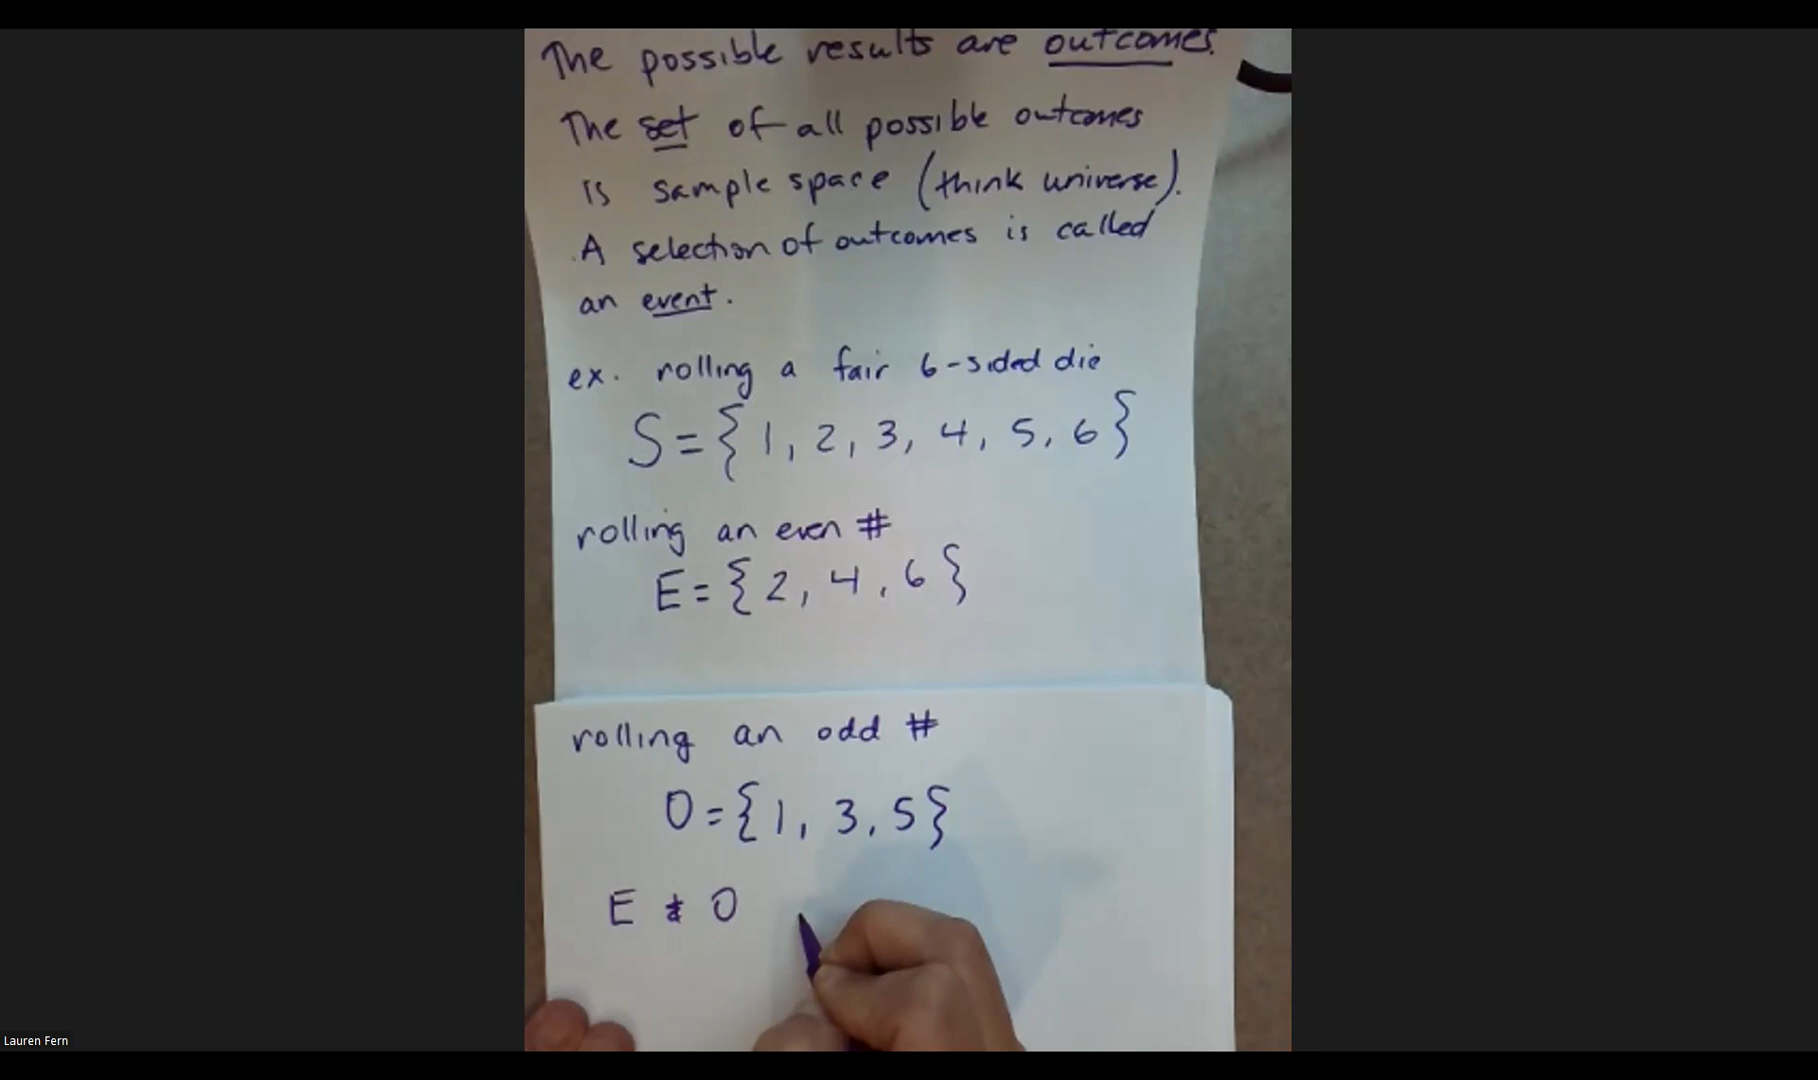 The possible results are outcomes.
The set of all possible outcomes
is sample space (think universe).
A selection of outcomes is called
an event.
ex. rolling a fair 6-sided die
S = { 1, 2, 3, 4, 5, 6 }
rolling an even #
E = { 2, 4, 6 }
rolling an odd #
O = { 1, 3, 5 }
E & O
Lauren Fern